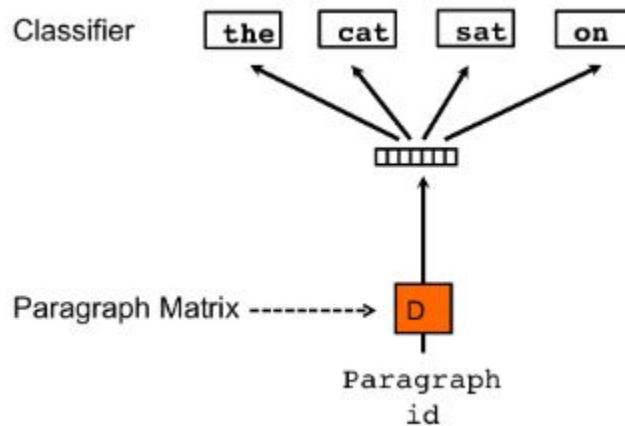 Classifier
the
cat
sat
on
Paragraph Matrix
D
Paragraph
id